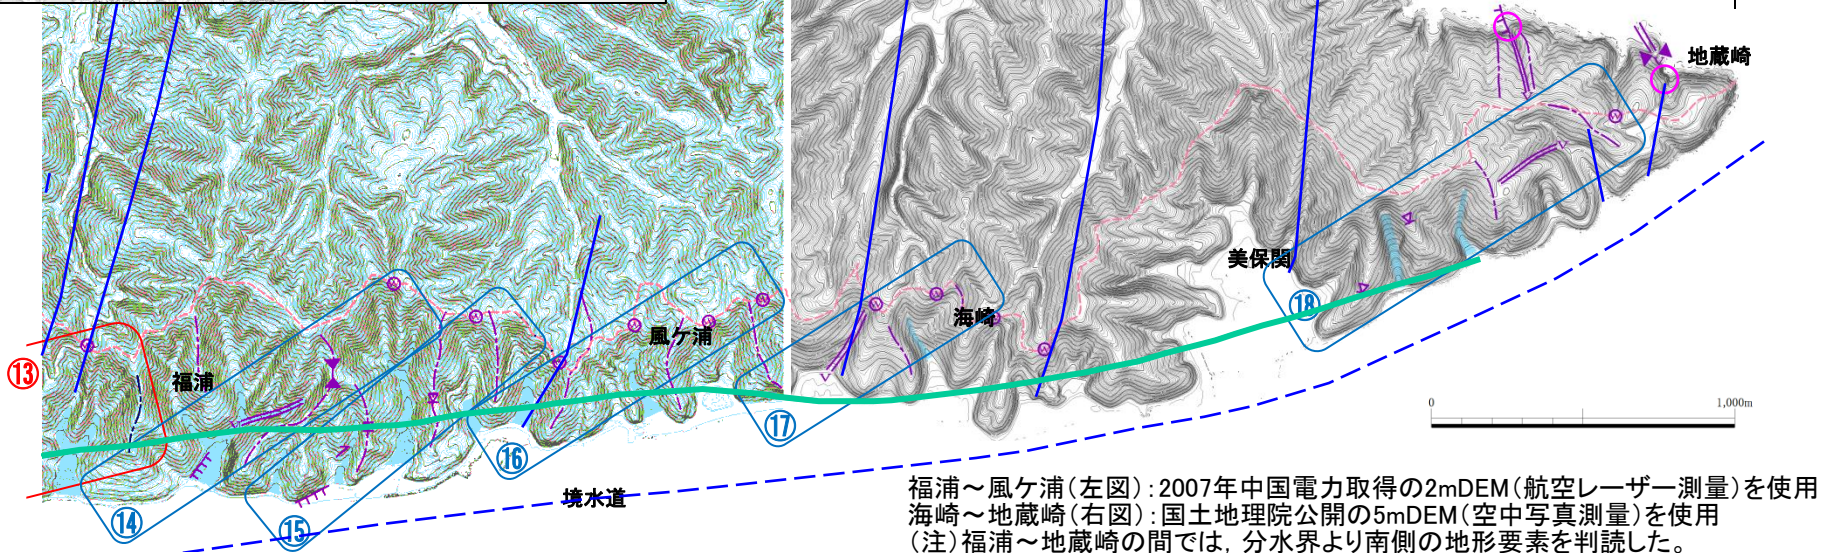 地蔵崎
美保関
⑱
海崎
風ケ浦
福浦
⑬
⑰
⑯
⑭
⑮
境水道
0 1,000m
福浦~風ケ浦(左図):2007年中国電力取得の2mDEM(航空レーザー測量)を使用
海崎~地蔵崎(右図):国土地理院公開の5mDEM(空中写真測量)を使用
(注)福浦~地蔵崎の間では,分水界より南側の地形要素を判読した。